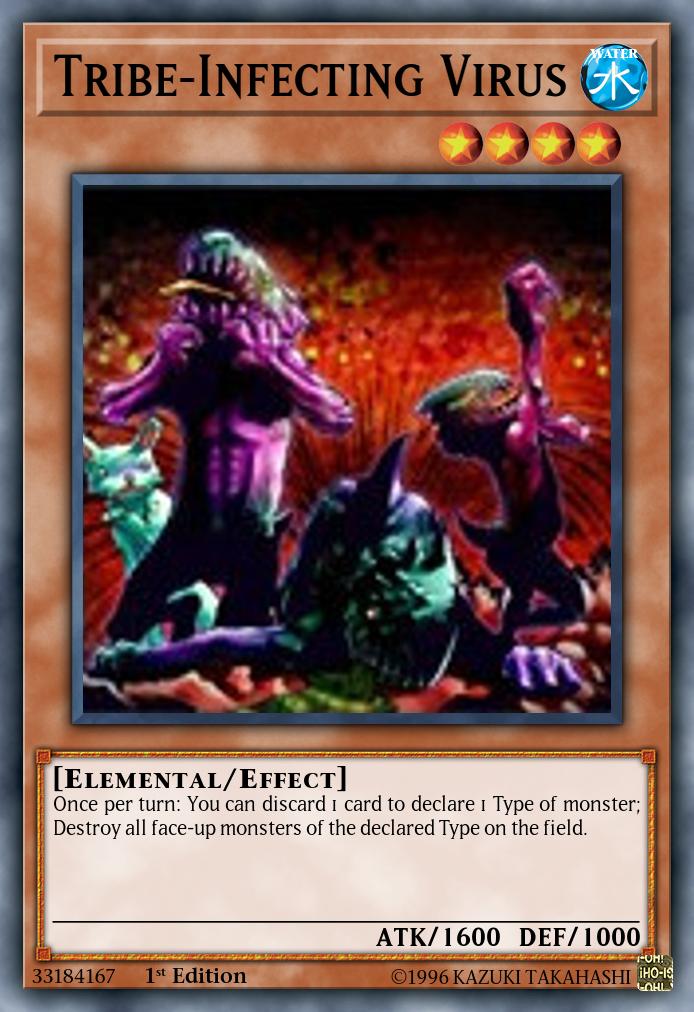 Tribe-Infecting Virus
WATER
水
[Elemental/Effect]
Once per turn: You can discard 1 card to declare 1 Type of monster;
Destroy all face-up monsters of the declared Type on the field.
ATK/1600 DEF/1000
33184167 1st Edition ©1996 KAZUKI TAKAHASHI